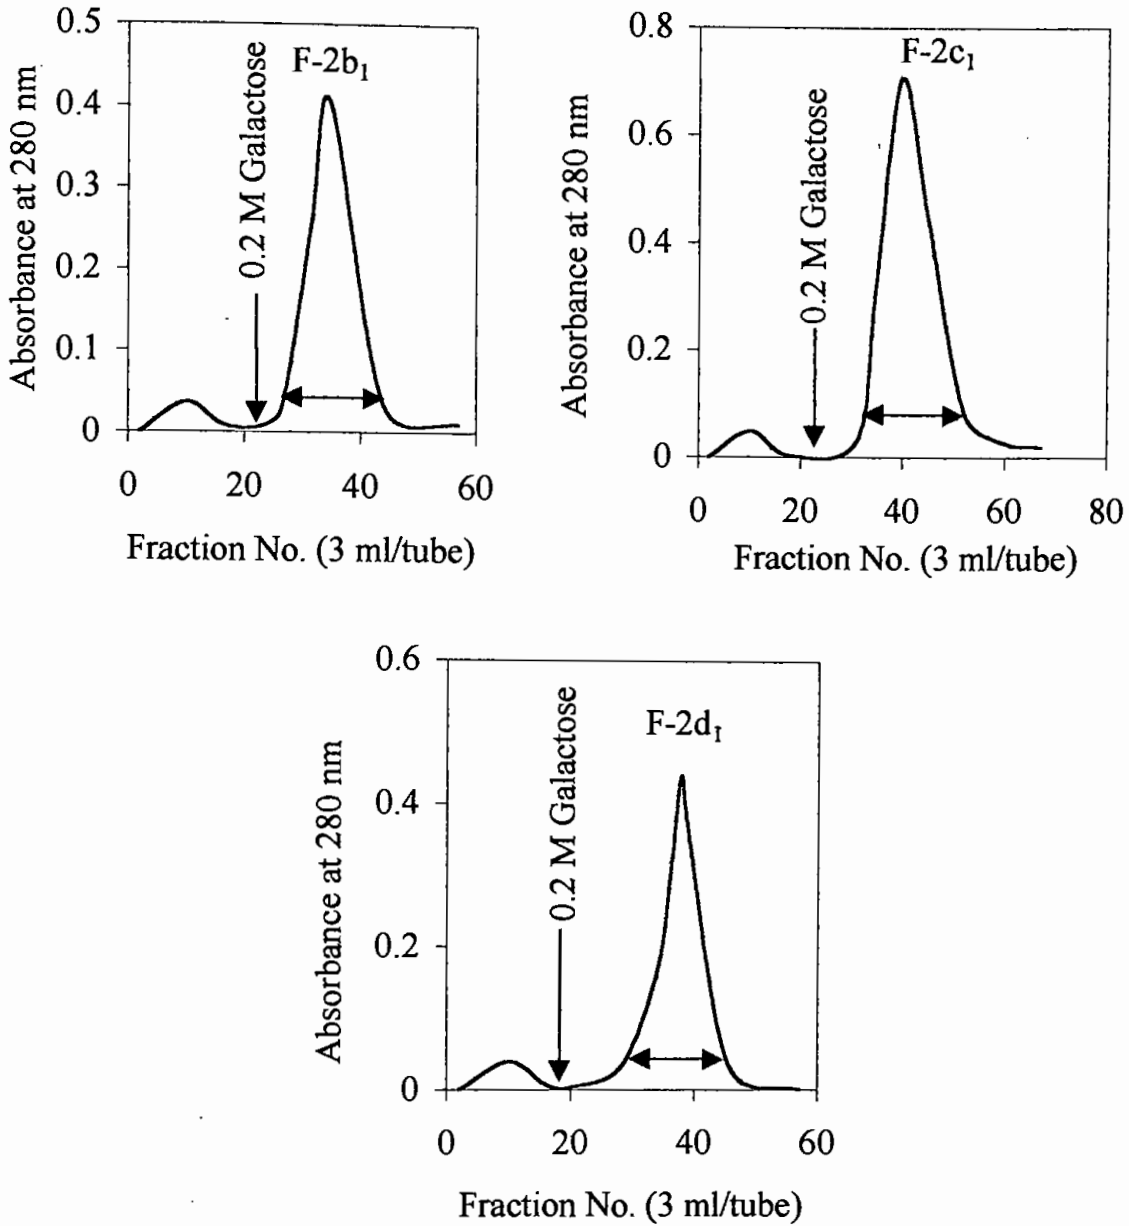 0.5
0.4
0.3
0.2
0.1
0
Absorbance at 280 nm
0.2 M Galactose
F-2b₁
0 20 40 60
Fraction No. (3 ml/tube)
0.8
0.6
0.4
0.2
0
Absorbance at 280 nm
0.2 M Galactose
F-2c₁
0 20 40 60 80
Fraction No. (3 ml/tube)
0.6
0.4
0.2
0
Absorbance at 280 nm
0.2 M Galactose
F-2d₁
0 20 40 60
Fraction No. (3 ml/tube)